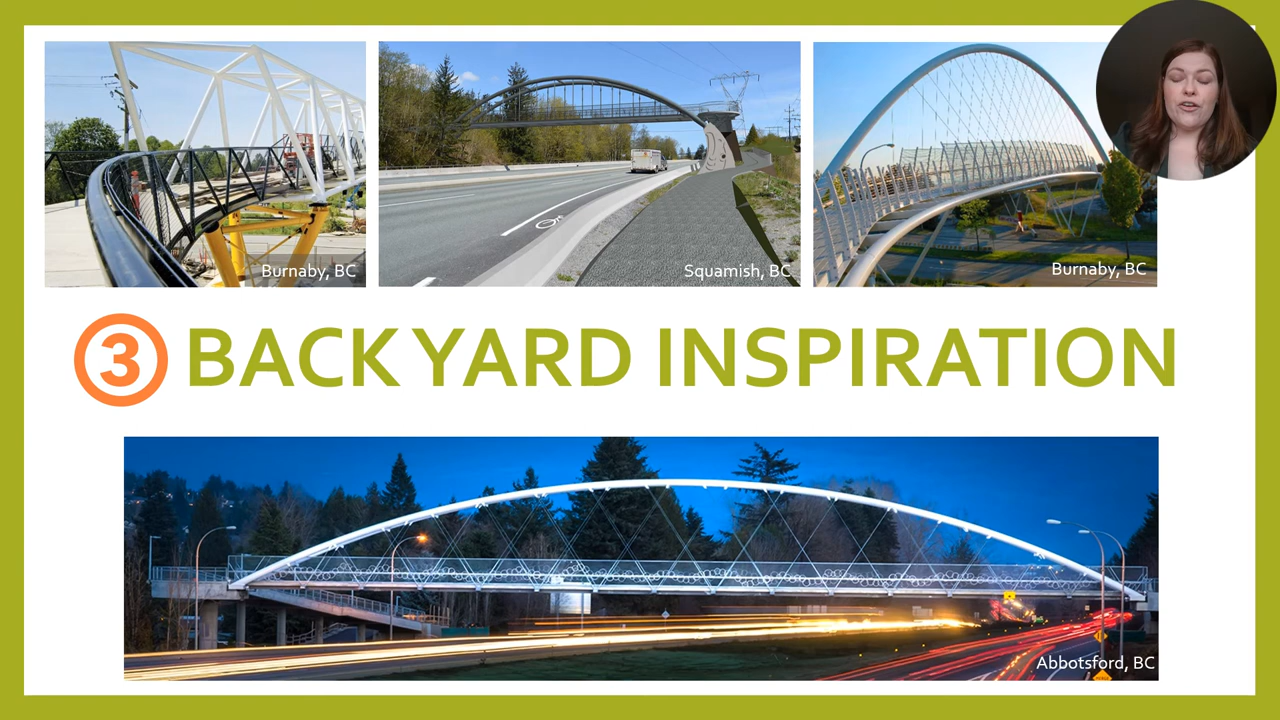 Burnaby, BC
Squamish, BC
Burnaby, BC
3 BACKYARD INSPIRATION
Abbotsford, BC